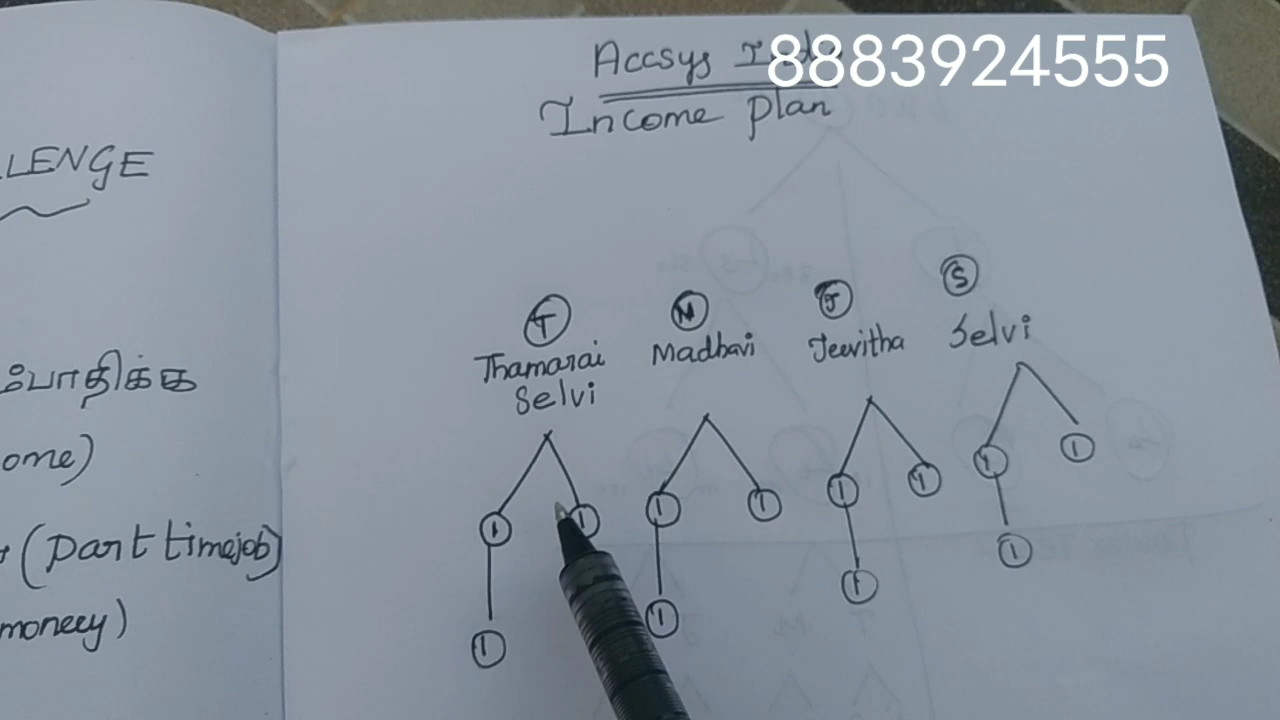 8883924555
Accsys
Income plan
LENGE
T
M
J
S
Thamarai
Selvi
Madhavi
Jeevitha
Selvi
ம்பாதிக்க
ome)
(part timejob)
moneey)
1 1 1 1 1 1 1 1
1 1 1 1